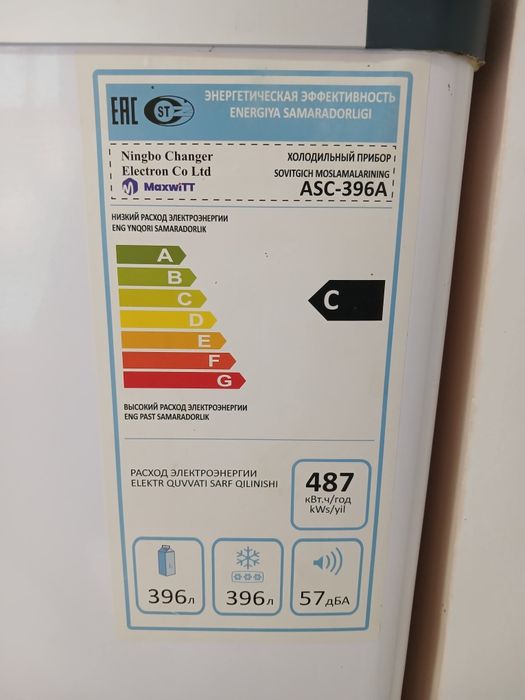 EAC
ST
ЭНЕРГЕТИЧЕСКАЯ ЭФФЕКТИВНОСТЬ
ENERGIYA SAMARADORLIGI
Ningbo Changer
Electron Co Ltd
MaxwiTT
ХОЛОДИЛЬНЫЙ ПРИБОР
SOVITGICH MOSLAMALARINING
ASC-396A
НИЗКИЙ РАСХОД ЭЛЕКТРОЭНЕРГИИ
ENG YNQORI SAMARADORLIK
A
B
C
D
E
F
G
C
ВЫСОКИЙ РАСХОД ЭЛЕКТРОЭНЕРГИИ
ENG PAST SAMARADORLIK
РАСХОД ЭЛЕКТРОЭНЕРГИИ
ELEKTR QUVVATI SARF QILINISHI
487
кВт.ч/год
kWs/yil
396л
396л
57дБА